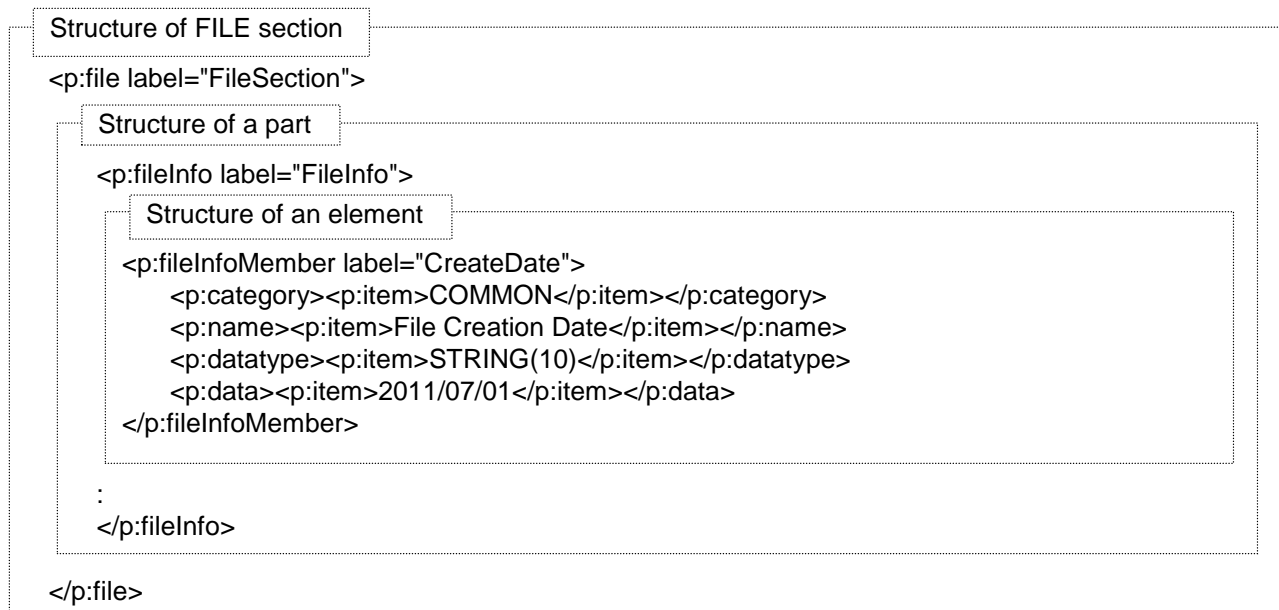 Structure of FILE section
<p:file label="FileSection">
Structure of a part
<p:fileInfo label="FileInfo">
Structure of an element
<p:fileInfoMember label="CreateDate">
<p:category><p:item>COMMON</p:item></p:category>
<p:name><p:item>File Creation Date</p:item></p:name>
<p:datatype><p:item>STRING(10)</p:item></p:datatype>
<p:data><p:item>2011/07/01</p:item></p:data>
</p:fileInfoMember>
:
</p:fileInfo>
</p:file>